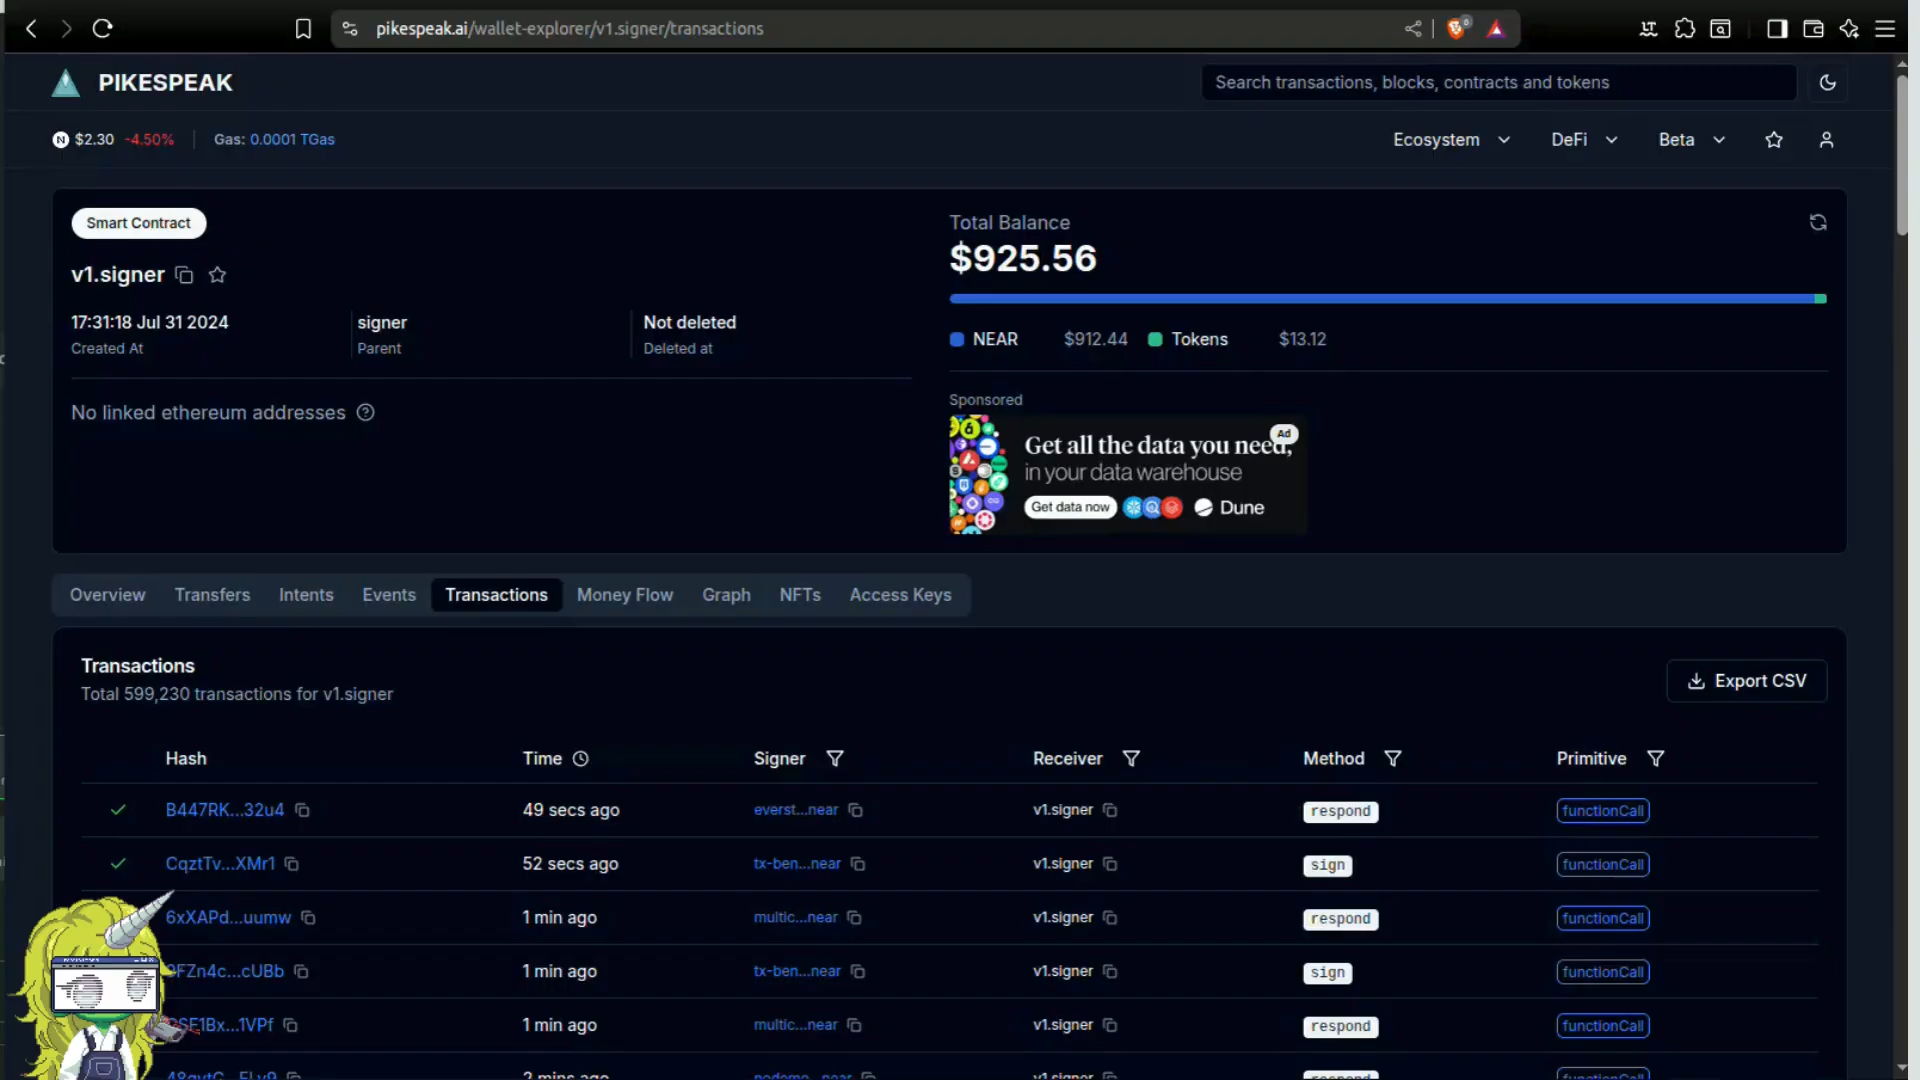 pikespeak.ai/wallet-explorer/v1.signer/transactions
PIKESPEAK
Search transactions, blocks, contracts and tokens
$2.30 -4.50% Gas: 0.0001 TGas
Ecosystem DeFi Beta
Smart Contract
v1.signer
17:31:18 Jul 31 2024 signer Not deleted
Created At Parent Deleted at
No linked ethereum addresses
Total Balance
$925.56
NEAR $912.44 Tokens $13.12
Sponsored
Ad
Get all the data you need,
in your data warehouse
Get data now Dune
Overview Transfers Intents Events Transactions Money Flow Graph NFTs Access Keys
Transactions
Total 599,230 transactions for v1.signer
Export CSV
Hash Time Signer Receiver Method Primitive
B447RK...32u4 49 secs ago everst...near v1.signer respond functionCall
CqztTv...XMr1 52 secs ago tx-ben...near v1.signer sign functionCall
6xXAPd...uumw 1 min ago multic...near v1.signer respond functionCall
FZn4c...cUBb 1 min ago tx-ben...near v1.signer sign functionCall
SF1Bx...1VPf 1 min ago multic...near v1.signer respond functionCall
2 mins ago v1.signer respond functionCall